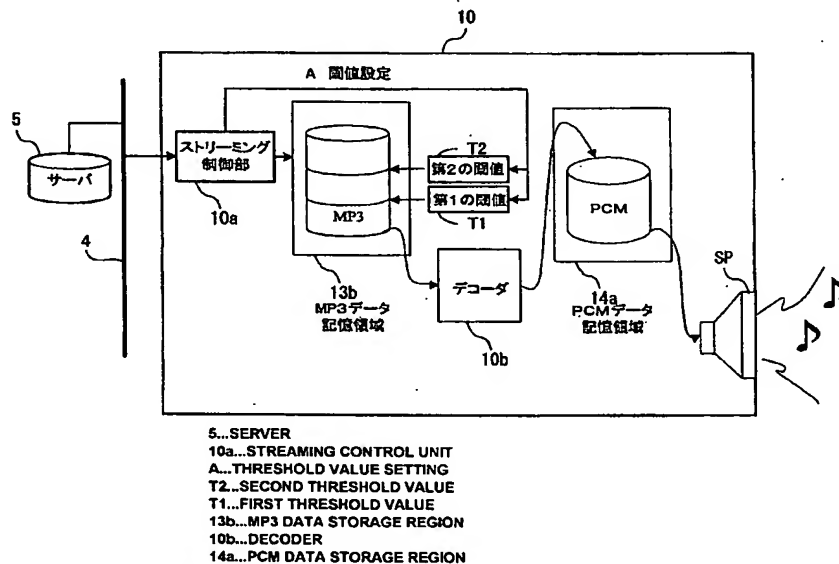 10
A 閾値設定
5
サーバ
4
ストリーミング
制御部
10a
T2
第2の閾値
第1の閾値
T1
MP3
13b
MP3データ
記憶領域
デコーダ
10b
PCM
14a
PCMデータ
記憶領域
SP
5...SERVER
10a...STREAMING CONTROL UNIT
A...THRESHOLD VALUE SETTING
T2...SECOND THRESHOLD VALUE
T1...FIRST THRESHOLD VALUE
13b...MP3 DATA STORAGE REGION
10b...DECODER
14a...PCM DATA STORAGE REGION